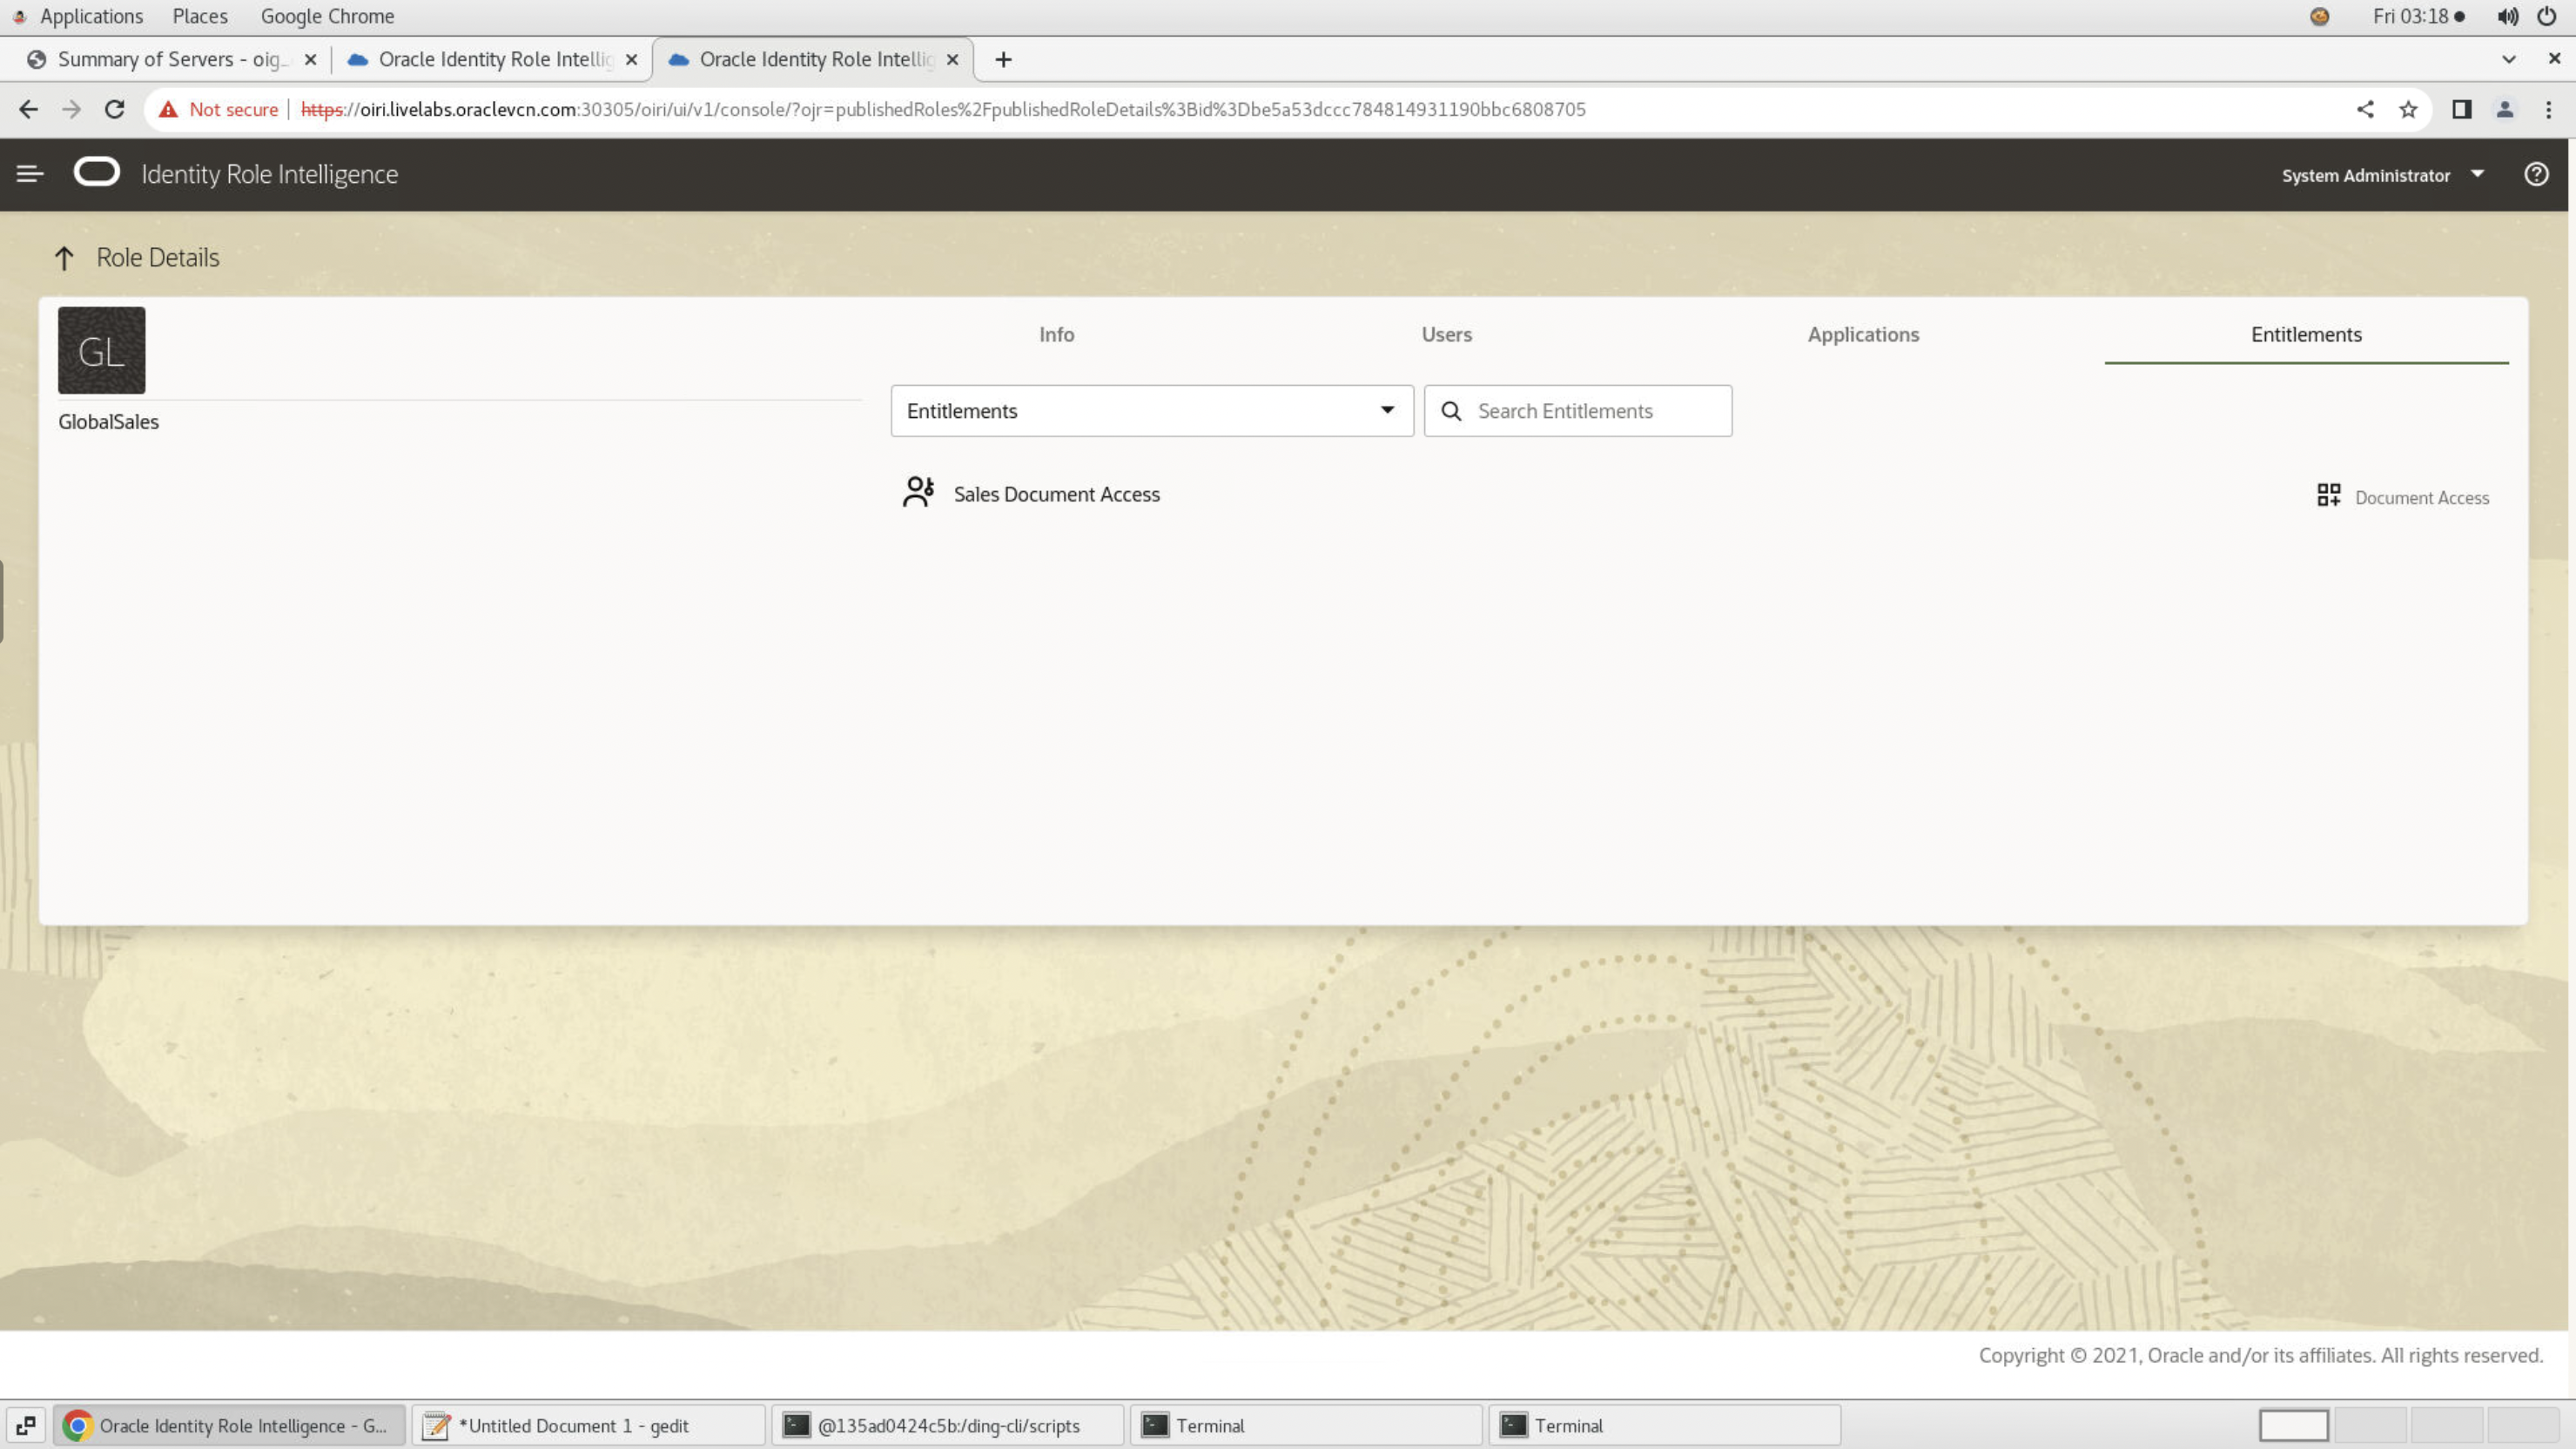 Applications Places Google Chrome Fri 03:18
Summary of Servers - oig_ Oracle Identity Role Intellig Oracle Identity Role Intellig
Not secure https://oiri.livelabs.oraclevcn.com:30305/oiri/ui/v1/console/?ojr=publishedRoles%2FpublishedRoleDetails%3Bid%3Dbe5a53dccc784814931190bbc6808705
Identity Role Intelligence System Administrator
Role Details
GL
GlobalSales
Info Users Applications Entitlements
Entitlements Search Entitlements
Sales Document Access Document Access
Copyright © 2021, Oracle and/or its affiliates. All rights reserved.
Oracle Identity Role Intelligence - G... *Untitled Document 1 - gedit @135ad0424c5b:/ding-cli/scripts Terminal Terminal